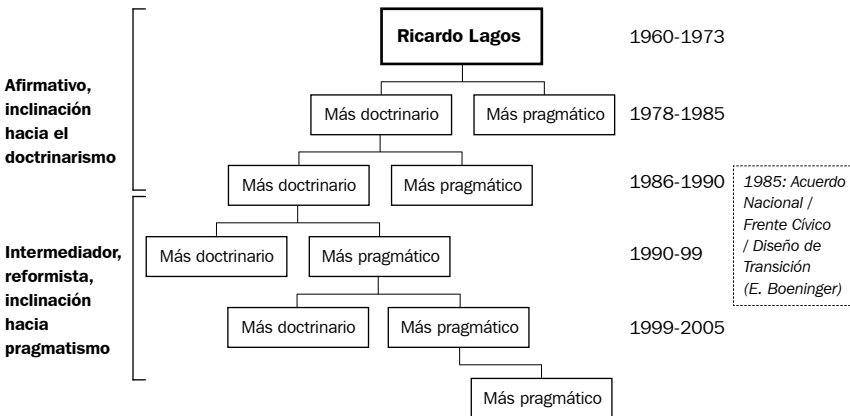 Ricardo Lagos
1960-1973
Afirmativo,
inclinación
hacia el
doctrinarismo
Más doctrinario
Más pragmático
1978-1985
Más doctrinario
Más pragmático
1986-1990
1985: Acuerdo
Nacional /
Frente Cívico
/ Diseño de
Transición
(E. Boeninger)
Intermediador,
reformista,
inclinación
hacia
pragmatismo
Más doctrinario
Más pragmático
1990-99
Más doctrinario
Más pragmático
1999-2005
Más pragmático